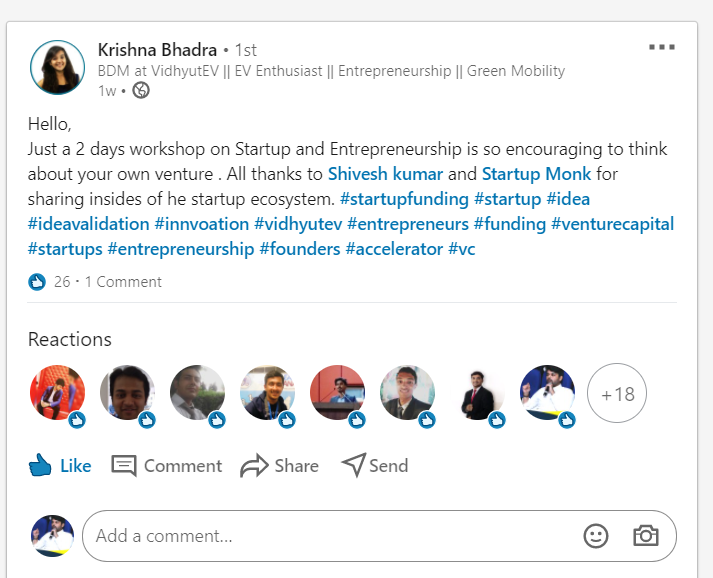 Krishna Bhadra • 1st
BDM at VidhyutEV || EV Enthusiast || Entrepreneurship || Green Mobility
1w •
Hello,
Just a 2 days workshop on Startup and Entrepreneurship is so encouraging to think
about your own venture . All thanks to Shivesh kumar and Startup Monk for
sharing insides of he startup ecosystem. #startupfunding #startup #idea
#ideavalidation #innvoation #vidhyutev #entrepreneurs #funding #venturecapital
#startups #entrepreneurship #founders #accelerator #vc
26 · 1 Comment
Reactions
+18
Like Comment Share Send
Add a comment...